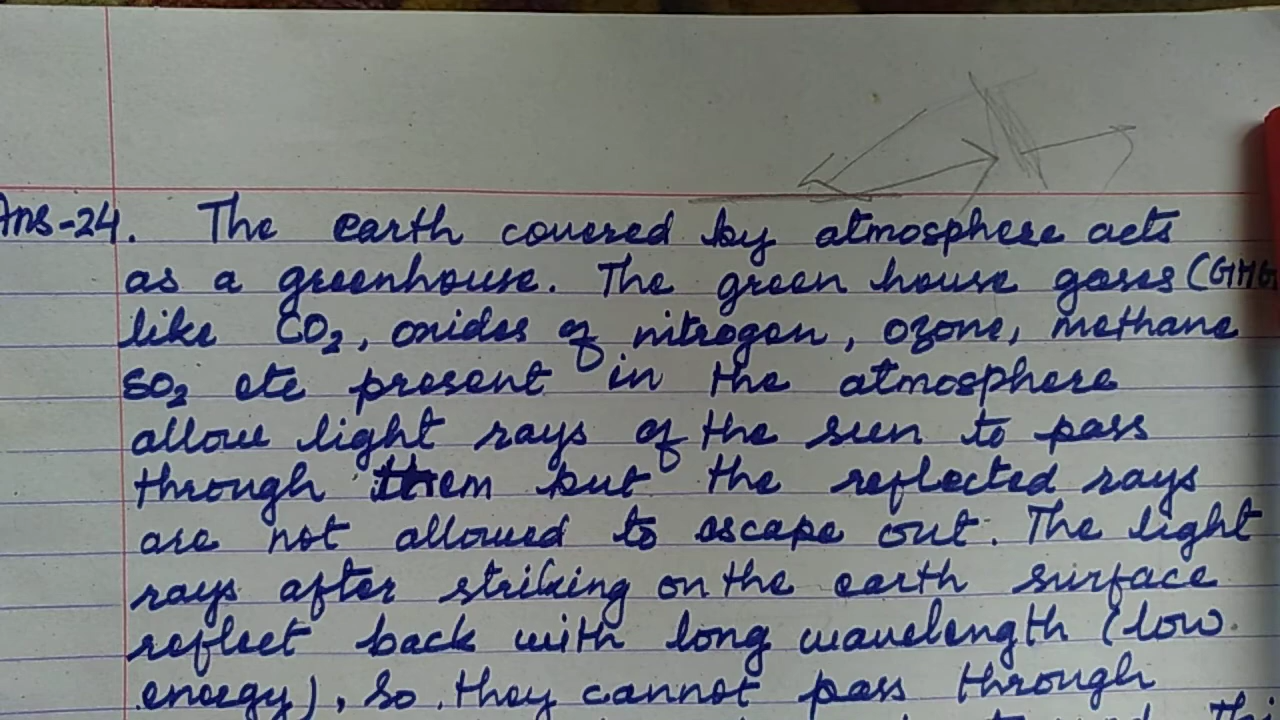 Ans-24. The earth covered by atmosphere acts
as a greenhouse. The green house gases (GHG
like CO₂, oxides of nitrogen, ozone, methane
SO₂ etc present in the atmosphere
allow light rays of the sun to pass
through them but the reflected rays
are not allowed to escape out. The light
rays after striking on the earth surface
reflect back with long wavelength (low
energy), so they cannot pass through